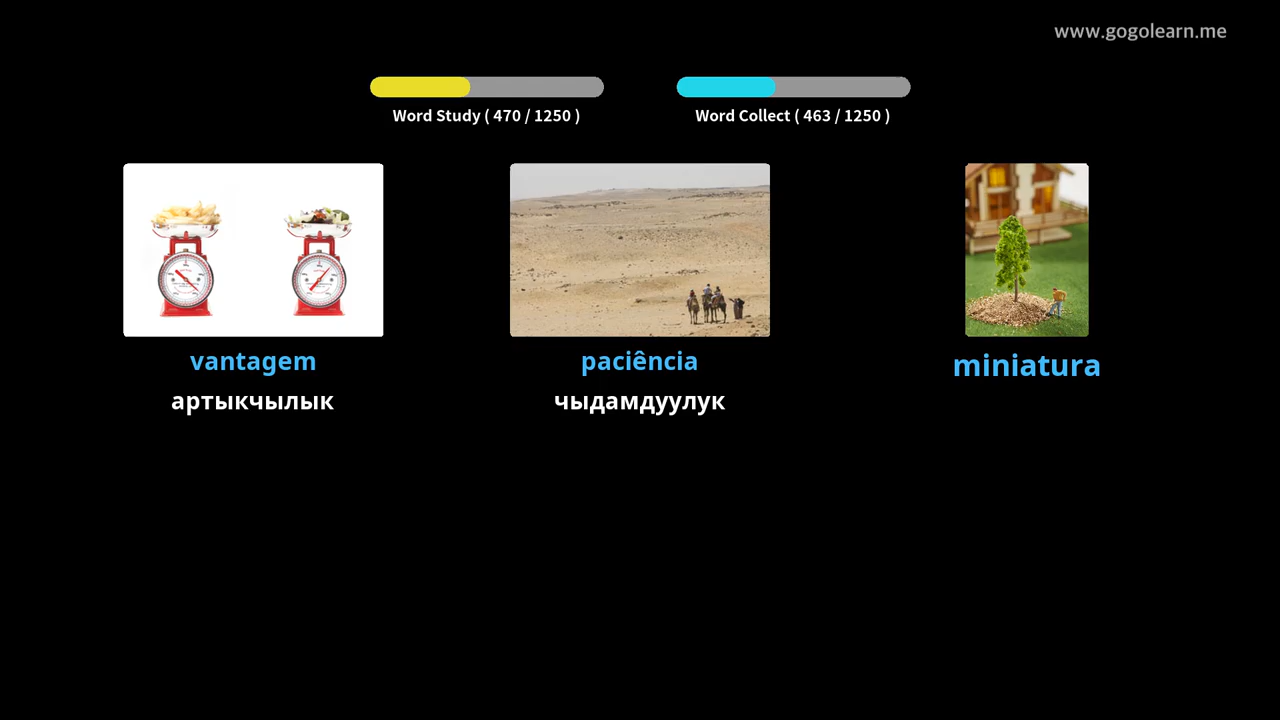 www.gogolearn.me
Word Study ( 470 / 1250 )
Word Collect ( 463 / 1250 )
vantagem
paciência
miniatura
артыкчылык
чыдамдуулук